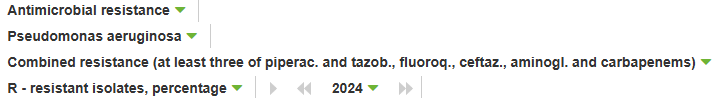 Antimicrobial resistance
Pseudomonas aeruginosa
Combined resistance (at least three of piperac. and tazob., fluoroq., ceftaz., aminogl. and carbapenems)
R - resistant isolates, percentage 2024